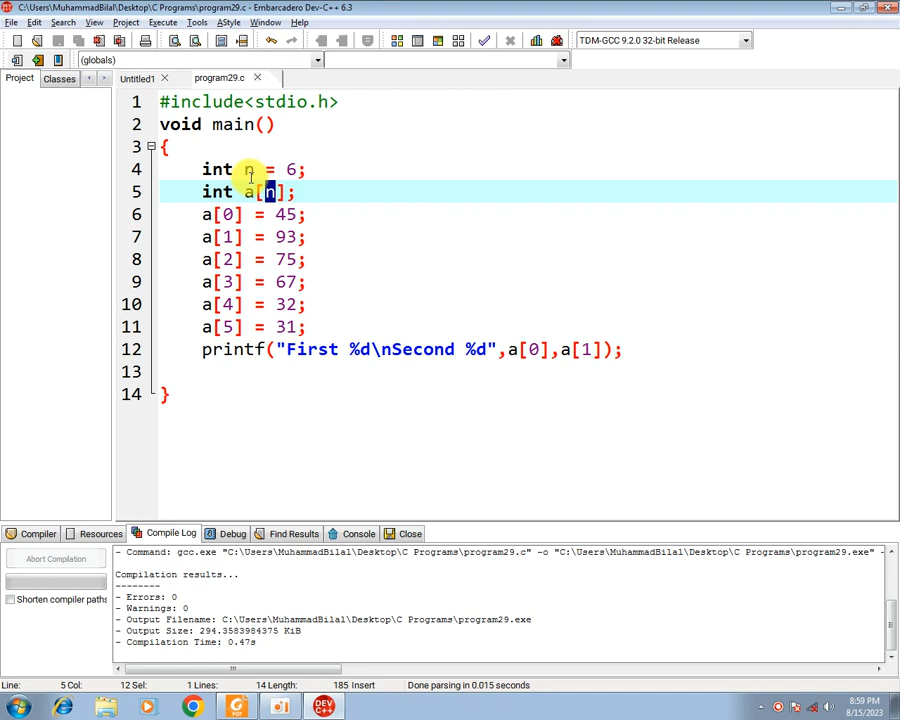 C:\Users\MuhammadBilal\Desktop\C Programs\program29.c - Embarcadero Dev-C++ 6.3
File Edit Search View Project Execute Tools AStyle Window Help
TDM-GCC 9.2.0 32-bit Release
(globals)
Project Classes Untitled1 program29.c
1 #include<stdio.h>
2 void main()
3 {
4 int n = 6;
5 int a[n];
6 a[0] = 45;
7 a[1] = 93;
8 a[2] = 75;
9 a[3] = 67;
10 a[4] = 32;
11 a[5] = 31;
12 printf("First %d\nSecond %d",a[0],a[1]);
13
14 }
Compiler Resources Compile Log Debug Find Results Console Close
Abort Compilation
Shorten compiler paths
- Command: gcc.exe "C:\Users\MuhammadBilal\Desktop\C Programs\program29.c" -o "C:\Users\MuhammadBilal\Desktop\C Programs\program29.exe" -
Compilation results...
--------
- Errors: 0
- Warnings: 0
- Output Filename: C:\Users\MuhammadBilal\Desktop\C Programs\program29.exe
- Output Size: 294.3583984375 KiB
- Compilation Time: 0.47s
Line: 5 Col: 12 Sel: 1 Lines: 14 Length: 185 Insert Done parsing in 0.015 seconds
PDF
DEV C++
8:59 PM
8/15/2023